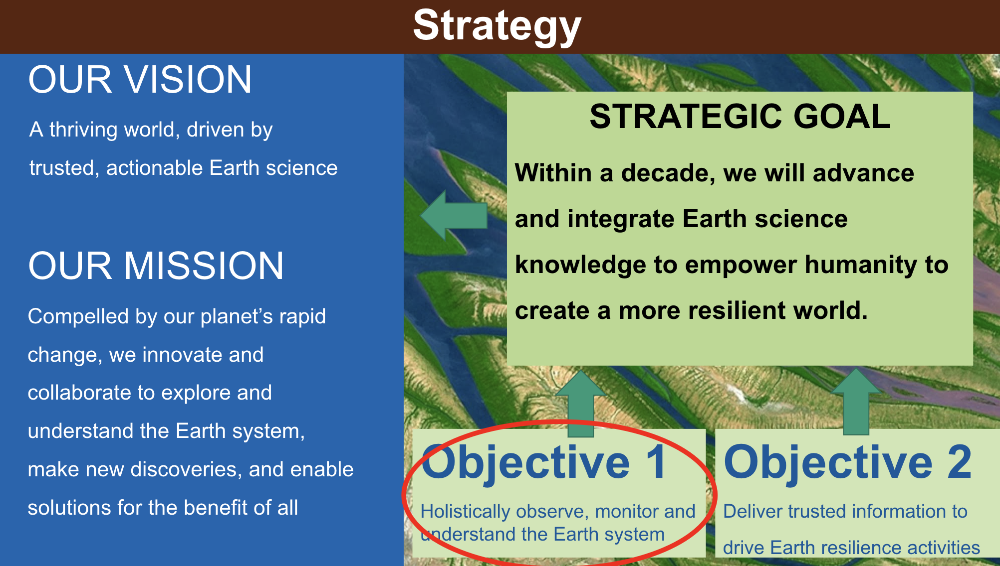 Strategy
OUR VISION
A thriving world, driven by
trusted, actionable Earth science
OUR MISSION
Compelled by our planet’s rapid
change, we innovate and
collaborate to explore and
understand the Earth system,
make new discoveries, and enable
solutions for the benefit of all
STRATEGIC GOAL
Within a decade, we will advance
and integrate Earth science
knowledge to empower humanity to
create a more resilient world.
Objective 1
Holistically observe, monitor and
understand the Earth system
Objective 2
Deliver trusted information to
drive Earth resilience activities